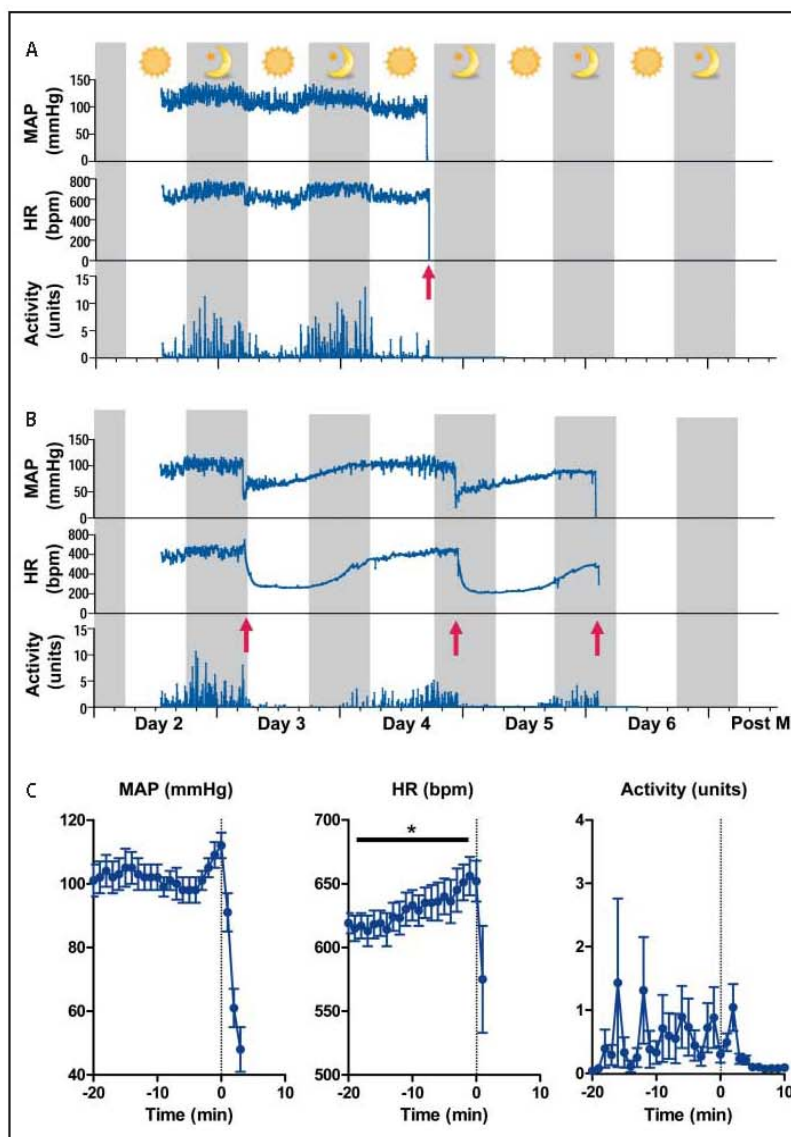 A
MAP
(mmHg)
150
100
50
0
HR
(bpm)
800
600
400
200
0
Activity
(units)
15
10
5
0
B
MAP
(mmHg)
150
100
50
0
HR
(bpm)
800
600
400
200
0
Activity
(units)
15
10
5
0
Day 2 Day 3 Day 4 Day 5 Day 6 Post M
C
MAP (mmHg)
120
100
80
60
40
-20 -10 0 10
Time (min)
HR (bpm)
*
700
650
600
550
500
-20 -10 0 10
Time (min)
Activity (units)
4
3
2
1
0
-20 -10 0 10
Time (min)